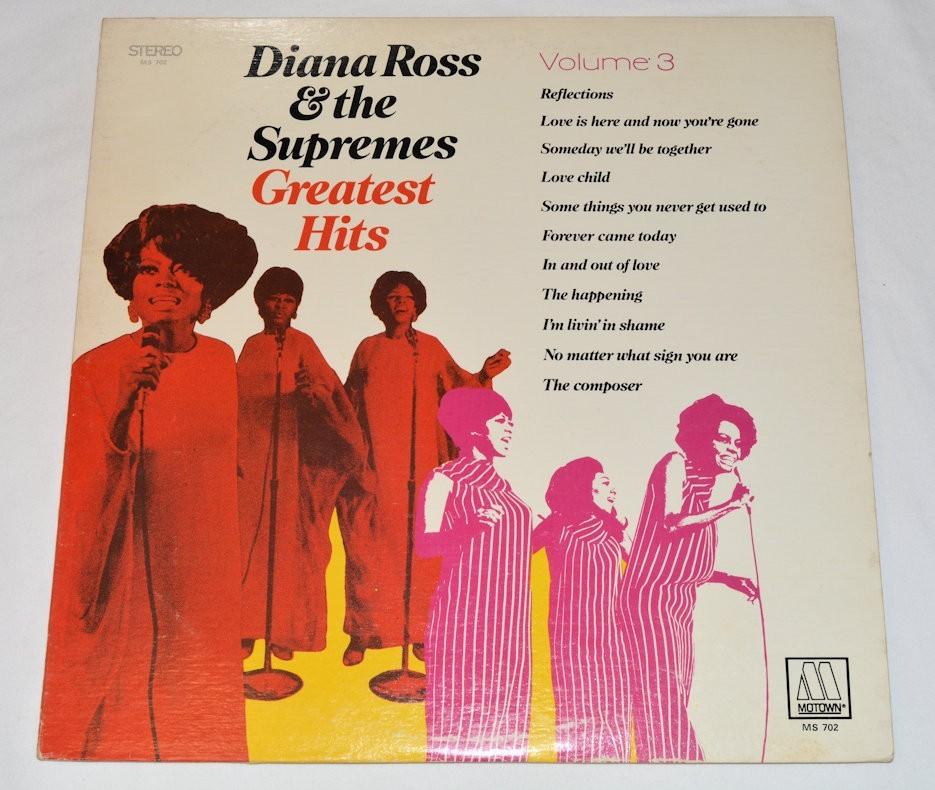 STEREO
MS 702
Diana Ross
& the
Supremes
Greatest
Hits
Volume 3
Reflections
Love is here and now you're gone
Someday we'll be together
Love child
Some things you never get used to
Forever came today
In and out of love
The happening
I'm livin' in shame
No matter what sign you are
The composer
M
MOTOWN®
MS 702